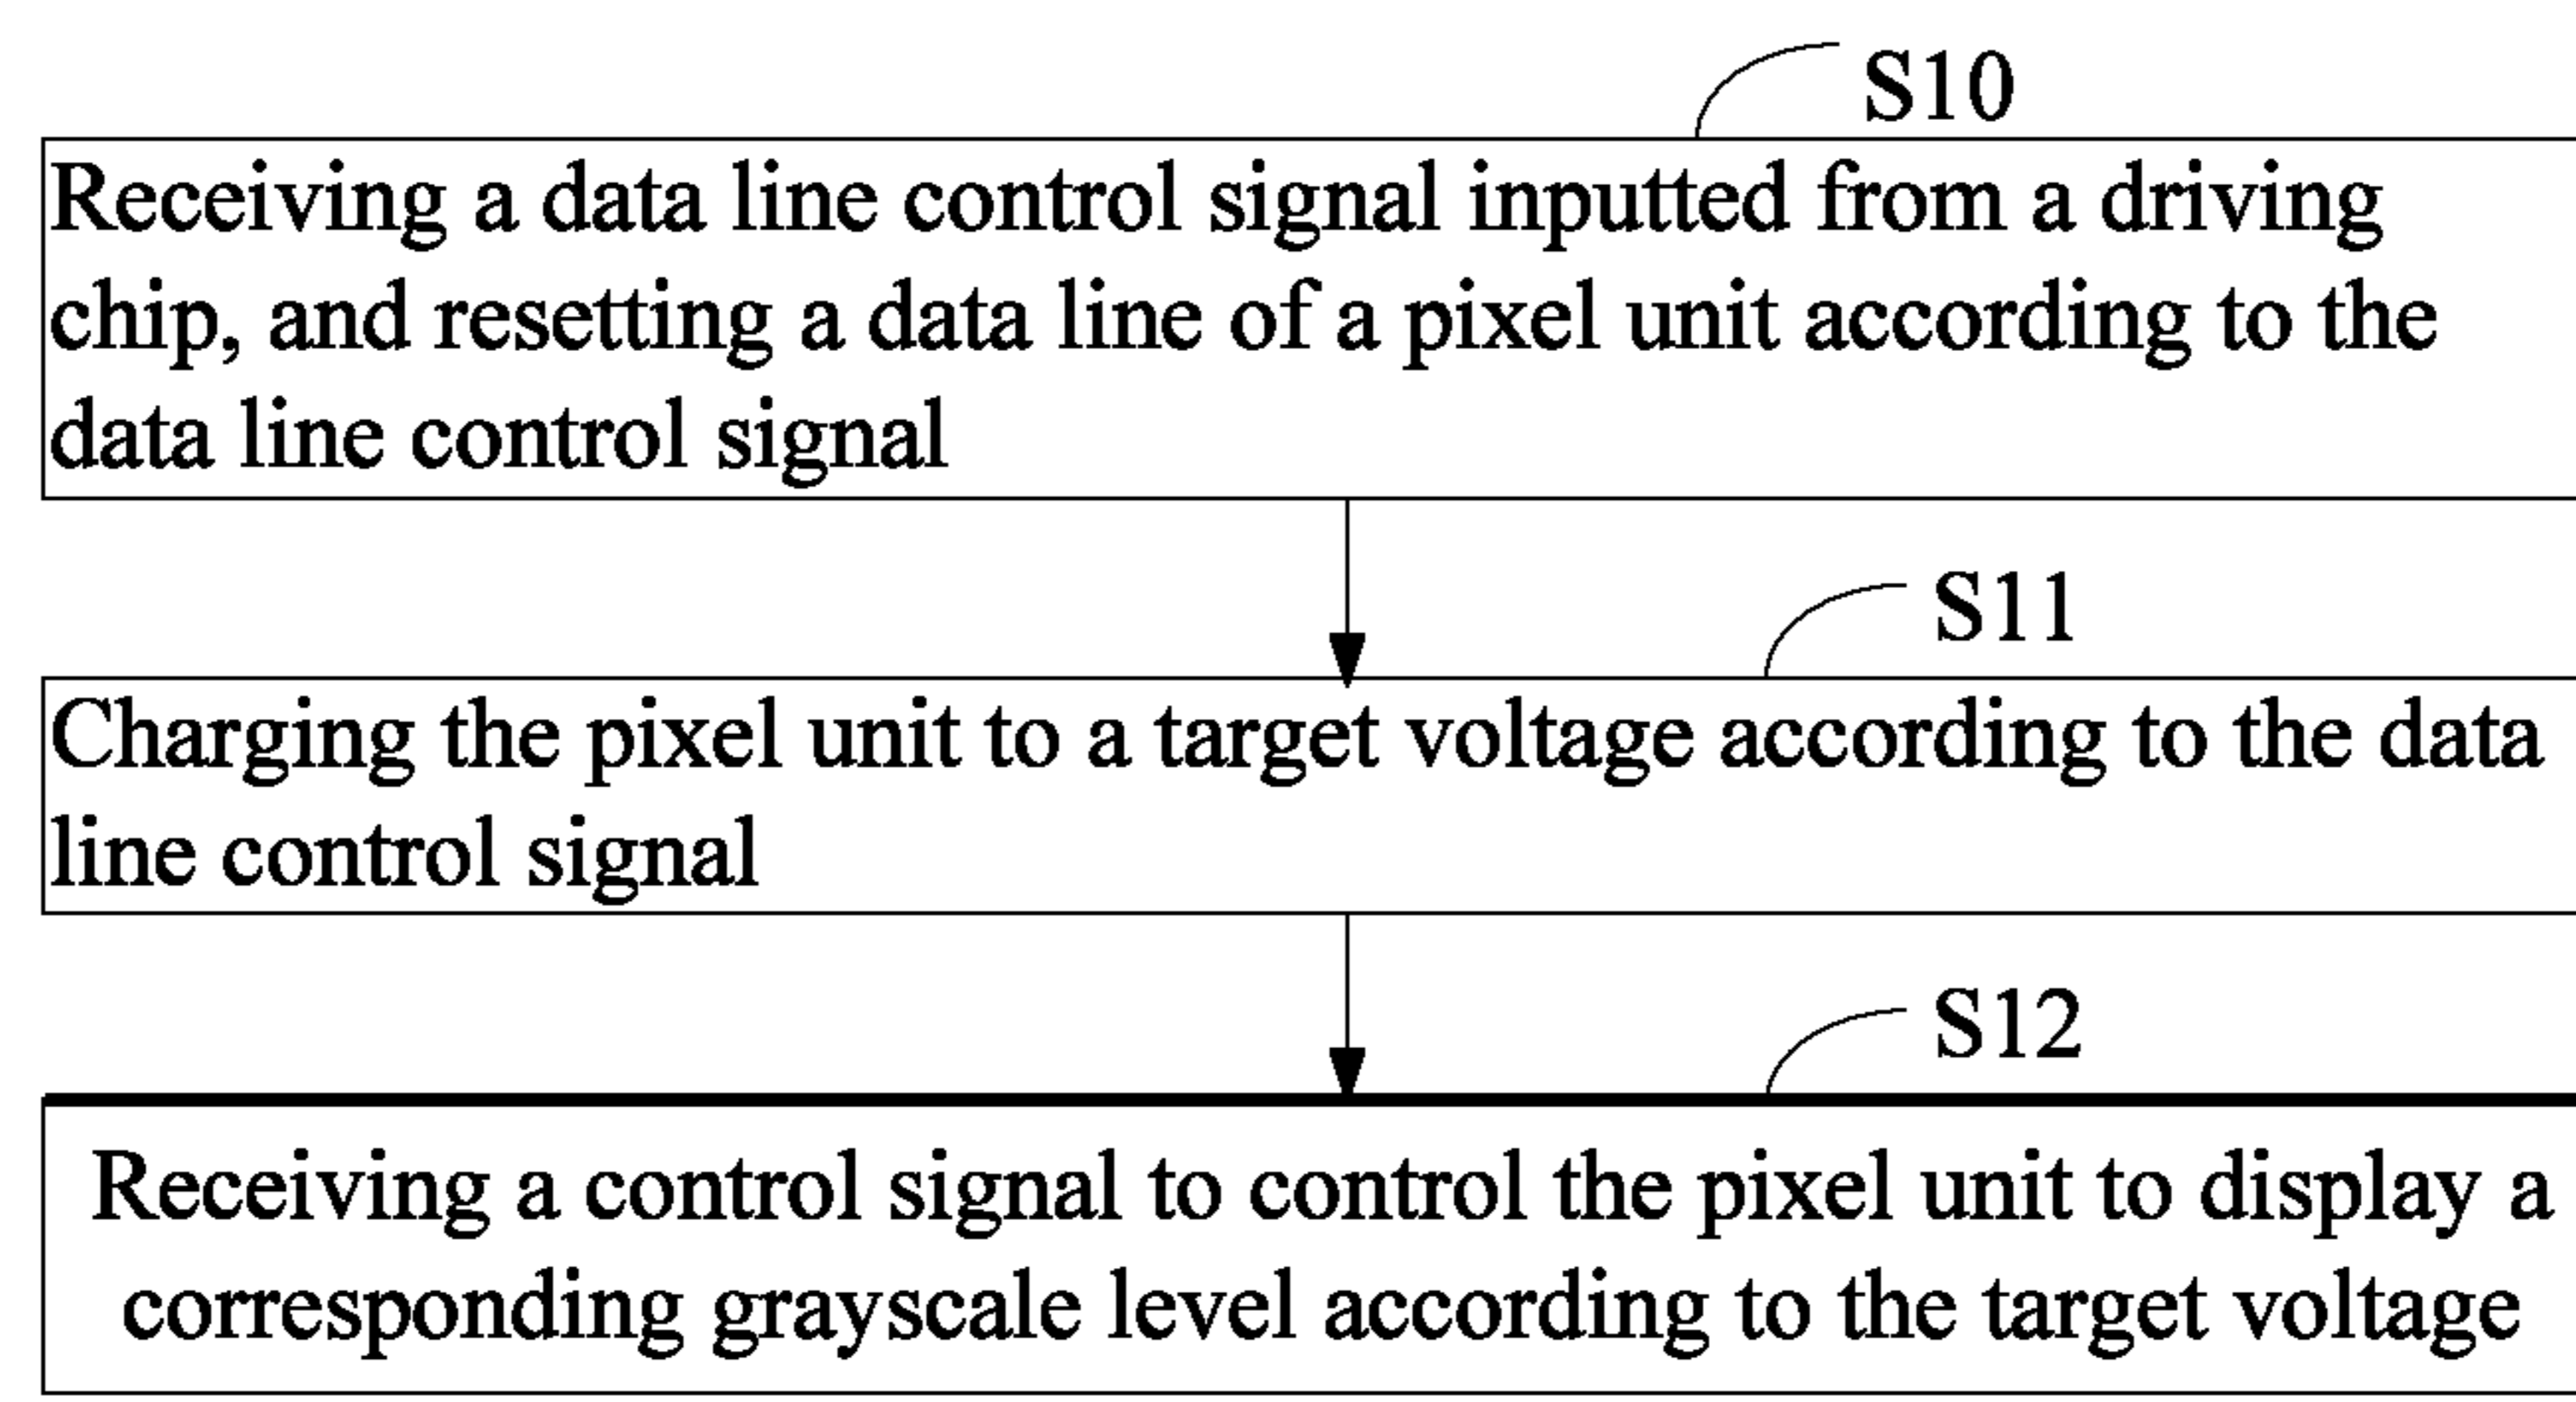 S10
Receiving a data line control signal inputted from a driving
chip, and resetting a data line of a pixel unit according to the
data line control signal
S11
Charging the pixel unit to a target voltage according to the data
line control signal
S12
Receiving a control signal to control the pixel unit to display a
corresponding grayscale level according to the target voltage